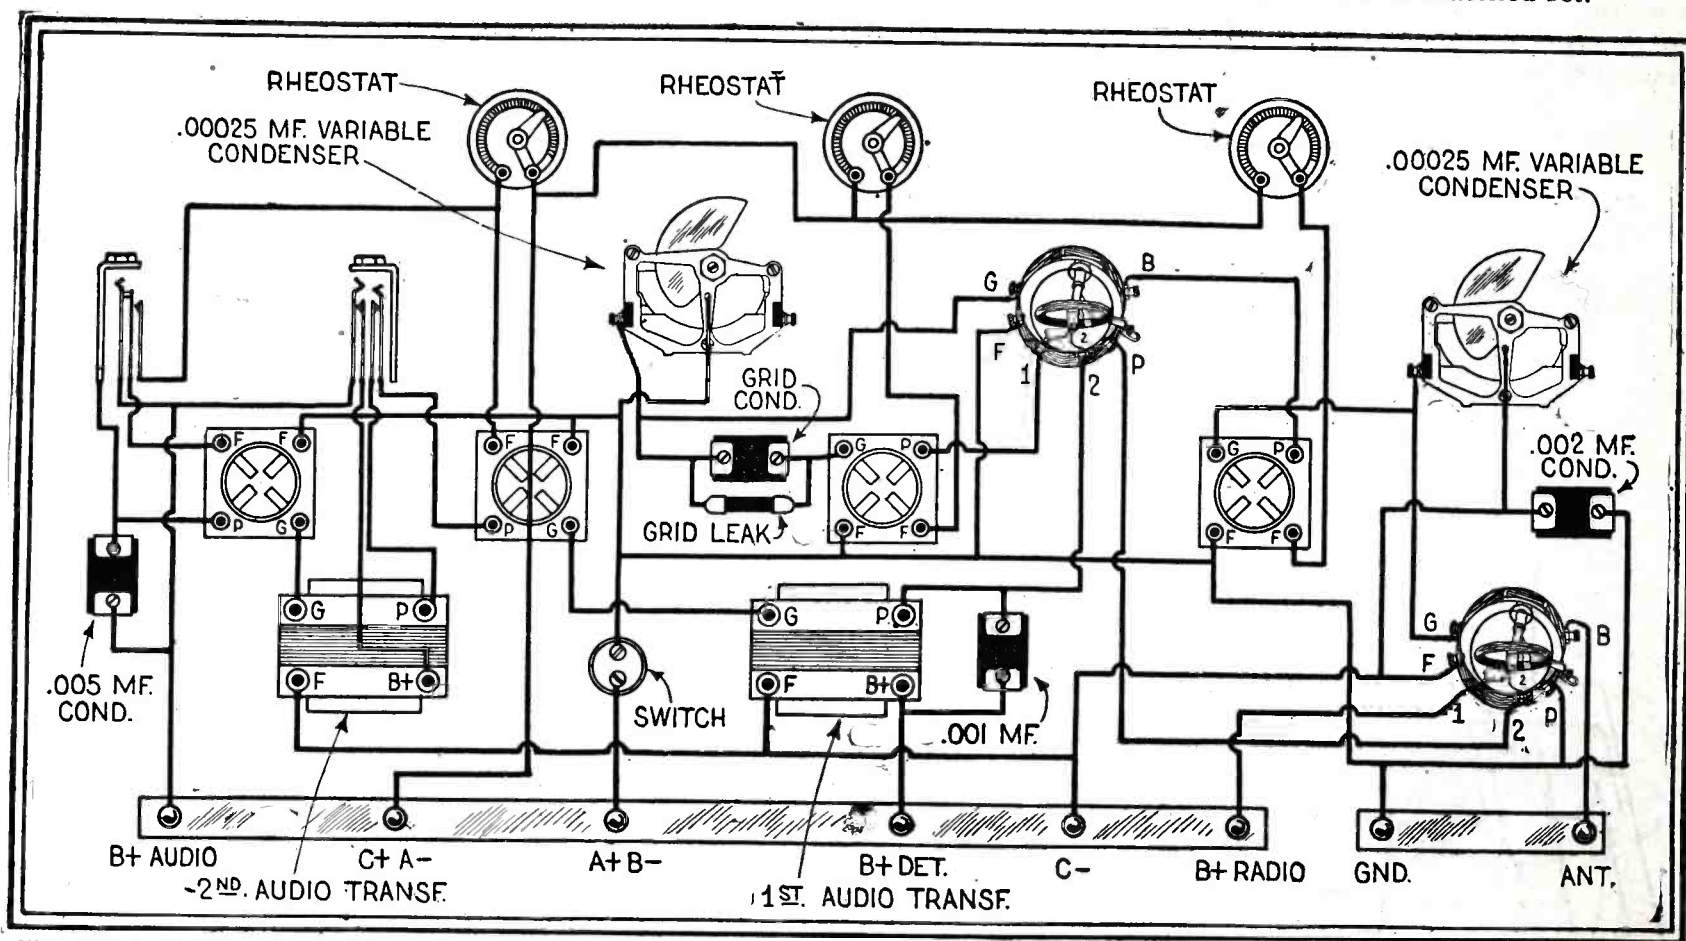 RHEOSTAT
RHEOSTAT
RHEOSTAT
.00025 MF. VARIABLE
CONDENSER
.00025 MF. VARIABLE
CONDENSER
G
B
F
P
1
2
2
GRID
COND.
F
F
P
G
F
F
P
G
G
P
F
F
G
P
F
F
.002 MF.
COND.
GRID LEAK
G
P
F
B+
G
P.
F
B+
.005 MF.
COND.
SWITCH
.001 MF.
G
B
F
P
1
2
2
B+ AUDIO
C+ A-
A+ B-
B+ DET.
C-
B+ RADIO
GND.
ANT.
2ND. AUDIO TRANSF.
1ST. AUDIO TRANSF.